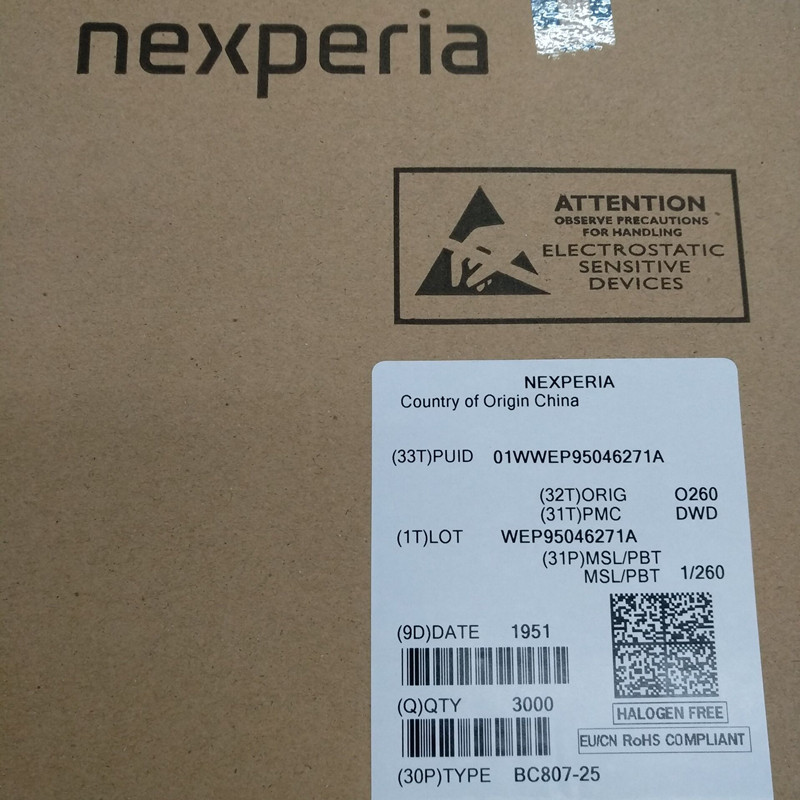 nexperia
ATTENTION
OBSERVE PRECAUTIONS
FOR HANDLING
ELECTROSTATIC
SENSITIVE
DEVICES
NEXPERIA
Country of Origin China
(33T)PUID 01WWEP95046271A
(32T)ORIG O260
(31T)PMC DWD
(1T)LOT WEP95046271A
(31P)MSL/PBT
MSL/PBT 1/260
(9D)DATE 1951
(Q)QTY 3000
HALOGEN FREE
EU/CN RoHS COMPLIANT
(30P)TYPE BC807-25